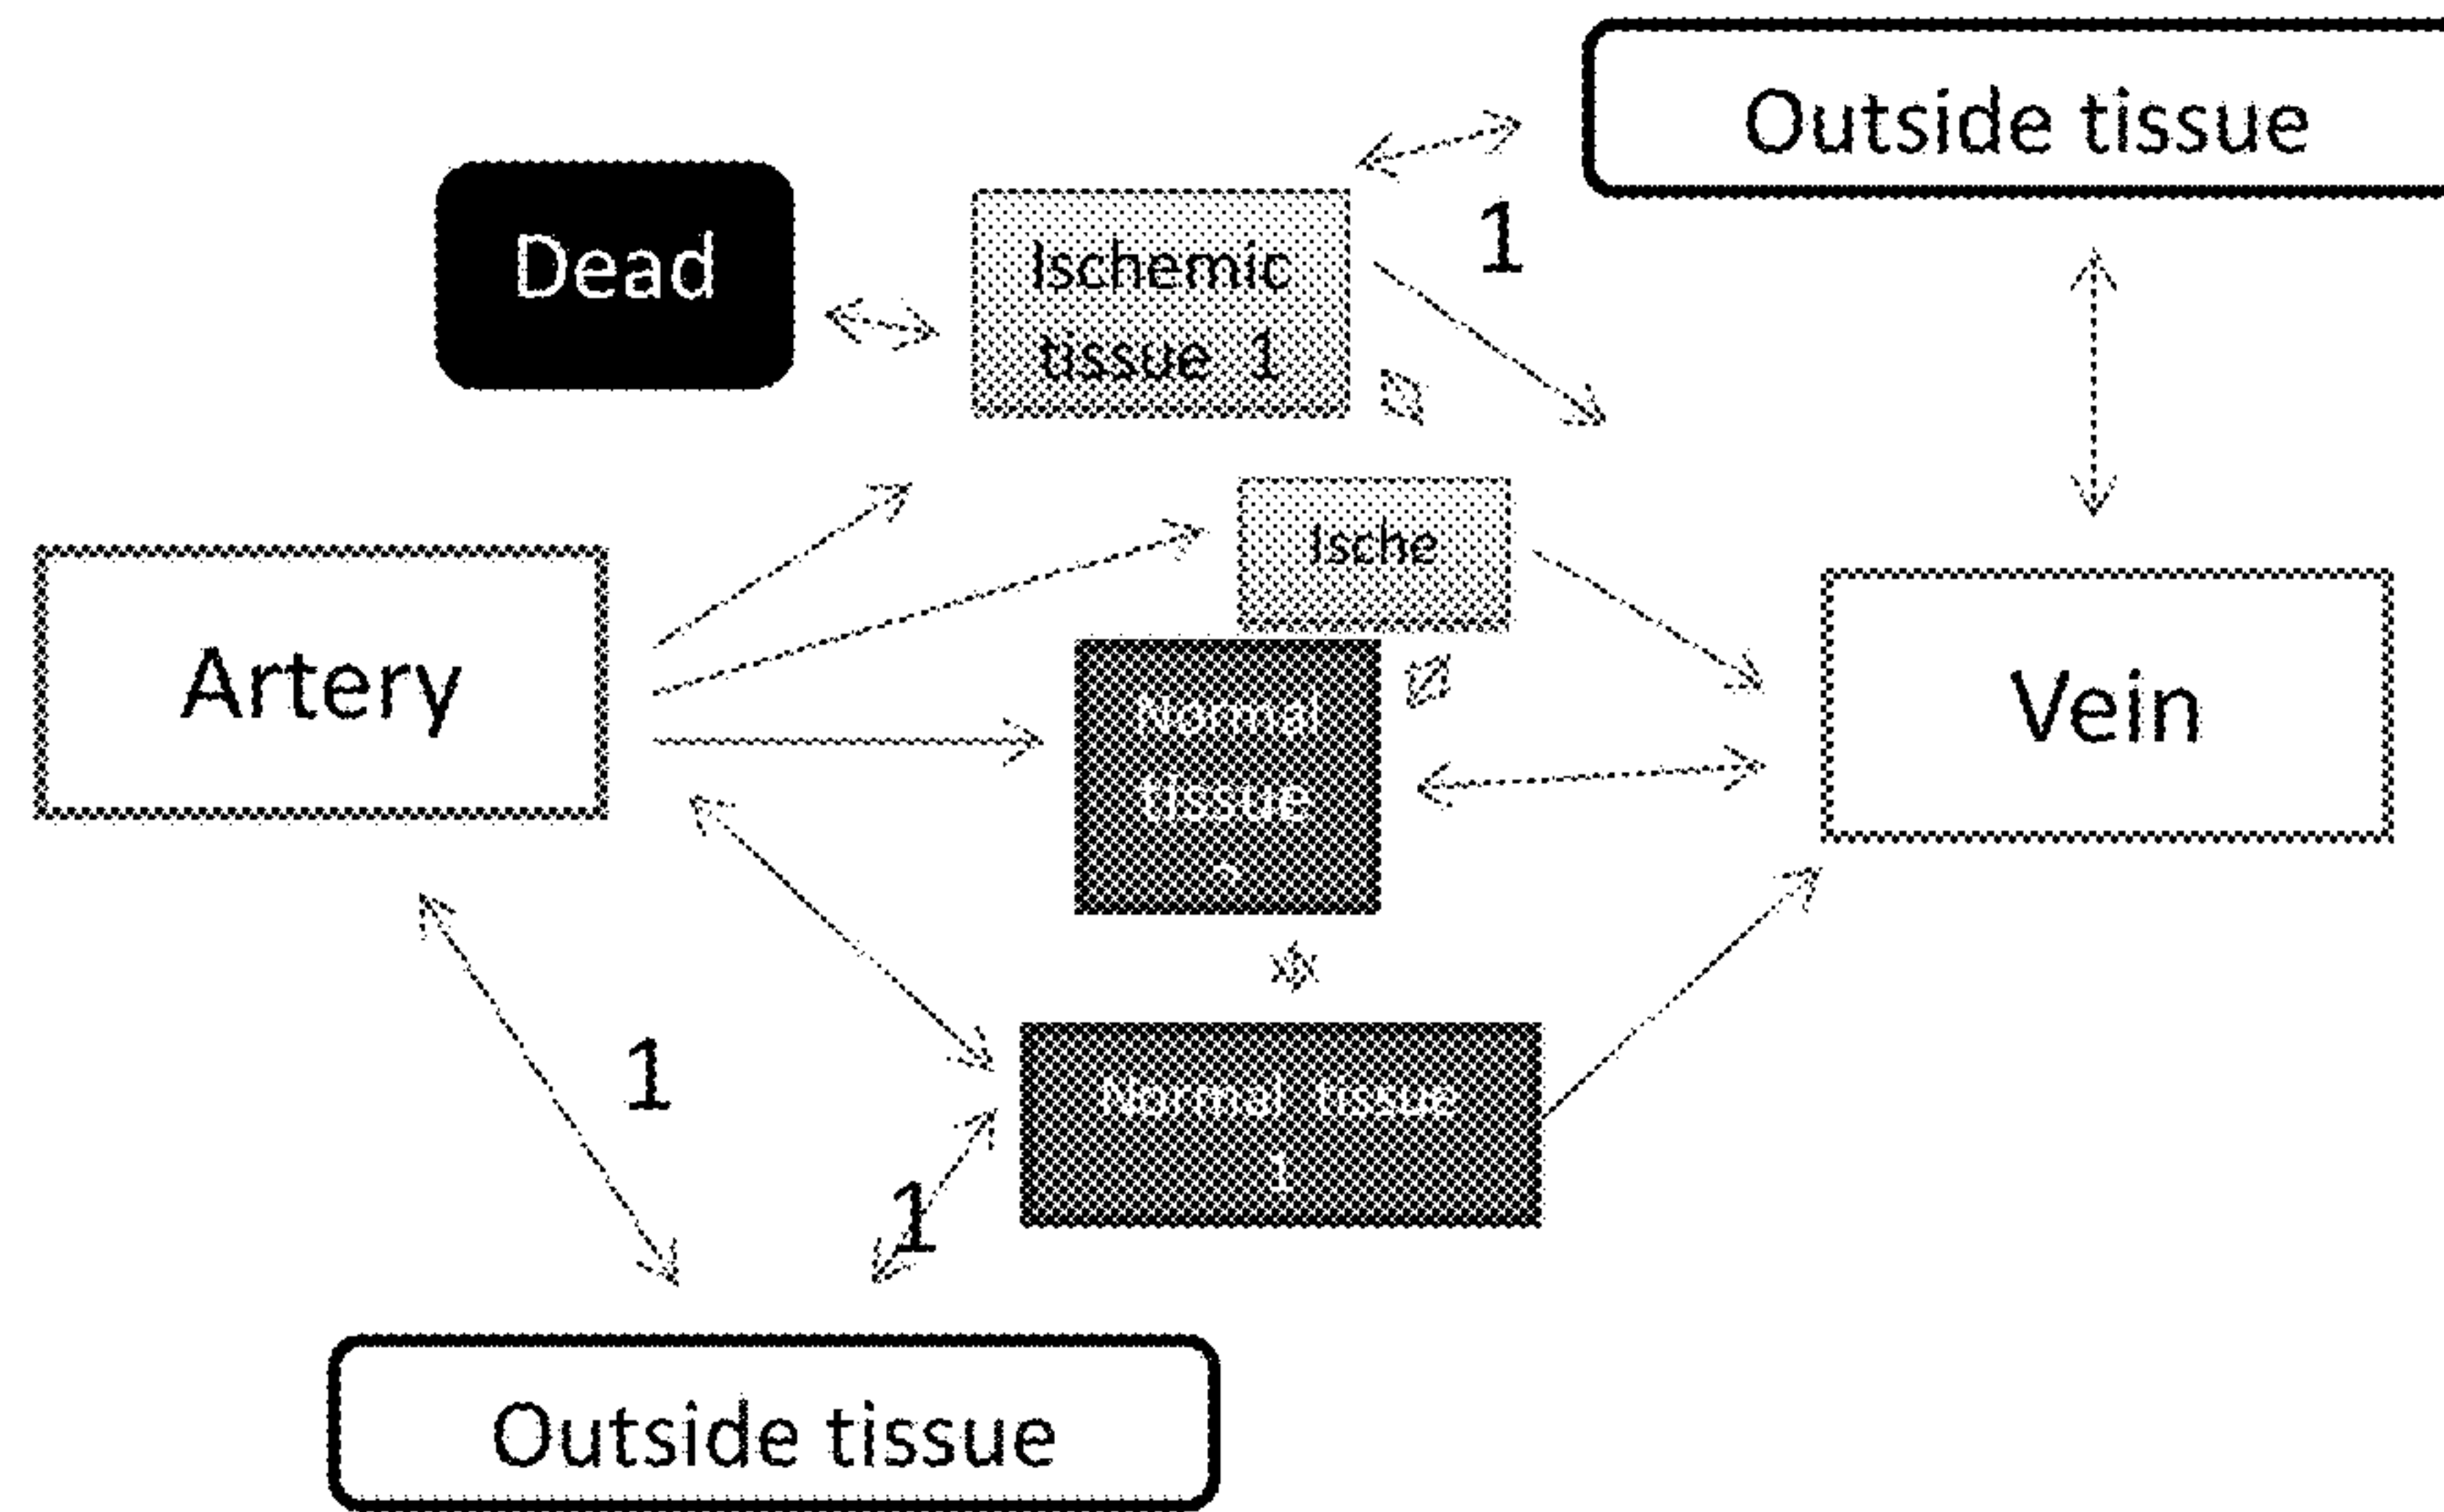 Outside tissue
Dead
Ischemic
tissue 1
1
Ische
Artery
Vein
Normal
tissue
1
Normal tissue
1
1
Outside tissue